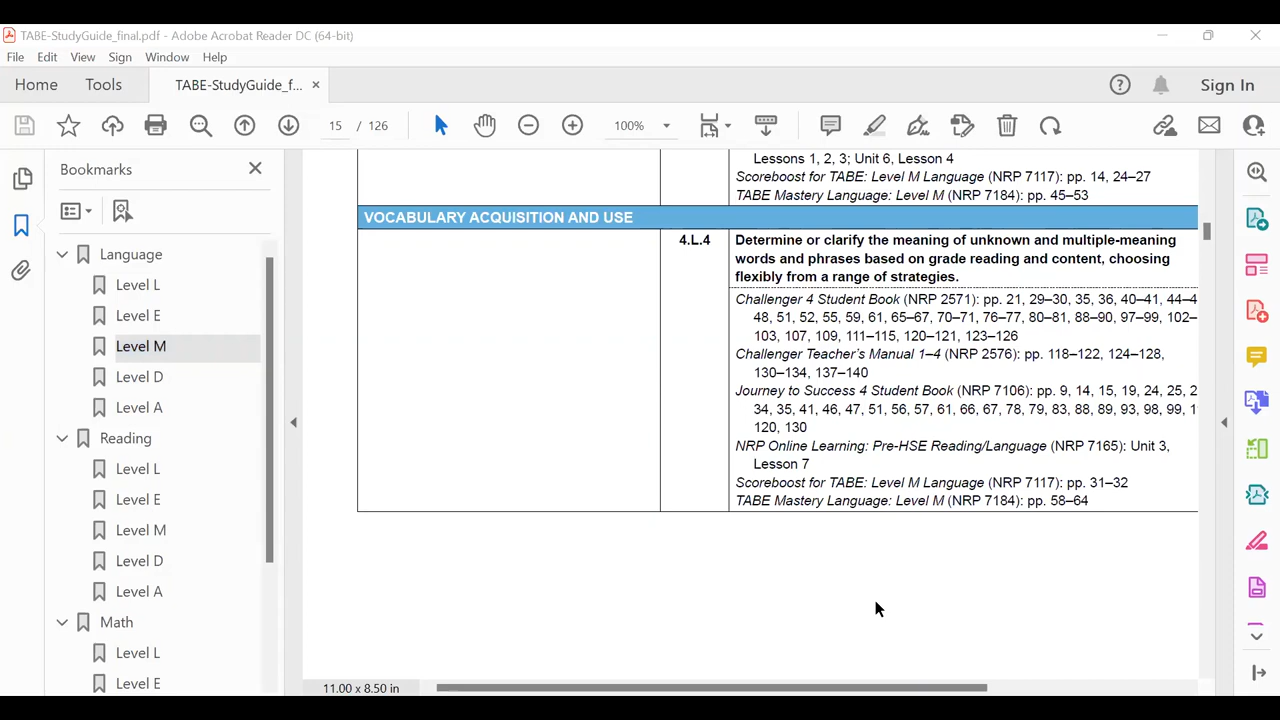 TABE-StudyGuide_final.pdf - Adobe Acrobat Reader DC (64-bit)
File Edit View Sign Window Help
Home Tools TABE-StudyGuide_f... × Sign In
15 / 126 100%
Bookmarks
Language
Level L
Level E
Level M
Level D
Level A
Reading
Level L
Level E
Level M
Level D
Level A
Math
Level L
Level E
Lessons 1, 2, 3; Unit 6, Lesson 4
Scoreboost for TABE: Level M Language (NRP 7117): pp. 14, 24–27
TABE Mastery Language: Level M (NRP 7184): pp. 45–53
VOCABULARY ACQUISITION AND USE
4.L.4 Determine or clarify the meaning of unknown and multiple-meaning
words and phrases based on grade reading and content, choosing
flexibly from a range of strategies.
Challenger 4 Student Book (NRP 2571): pp. 21, 29–30, 35, 36, 40–41, 44–4
48, 51, 52, 55, 59, 61, 65–67, 70–71, 76–77, 80–81, 88–90, 97–99, 102–
103, 107, 109, 111–115, 120–121, 123–126
Challenger Teacher's Manual 1–4 (NRP 2576): pp. 118–122, 124–128,
130–134, 137–140
Journey to Success 4 Student Book (NRP 7106): pp. 9, 14, 15, 19, 24, 25, 2
34, 35, 41, 46, 47, 51, 56, 57, 61, 66, 67, 78, 79, 83, 88, 89, 93, 98, 99, 1
120, 130
NRP Online Learning: Pre-HSE Reading/Language (NRP 7165): Unit 3,
Lesson 7
Scoreboost for TABE: Level M Language (NRP 7117): pp. 31–32
TABE Mastery Language: Level M (NRP 7184): pp. 58–64
11.00 x 8.50 in